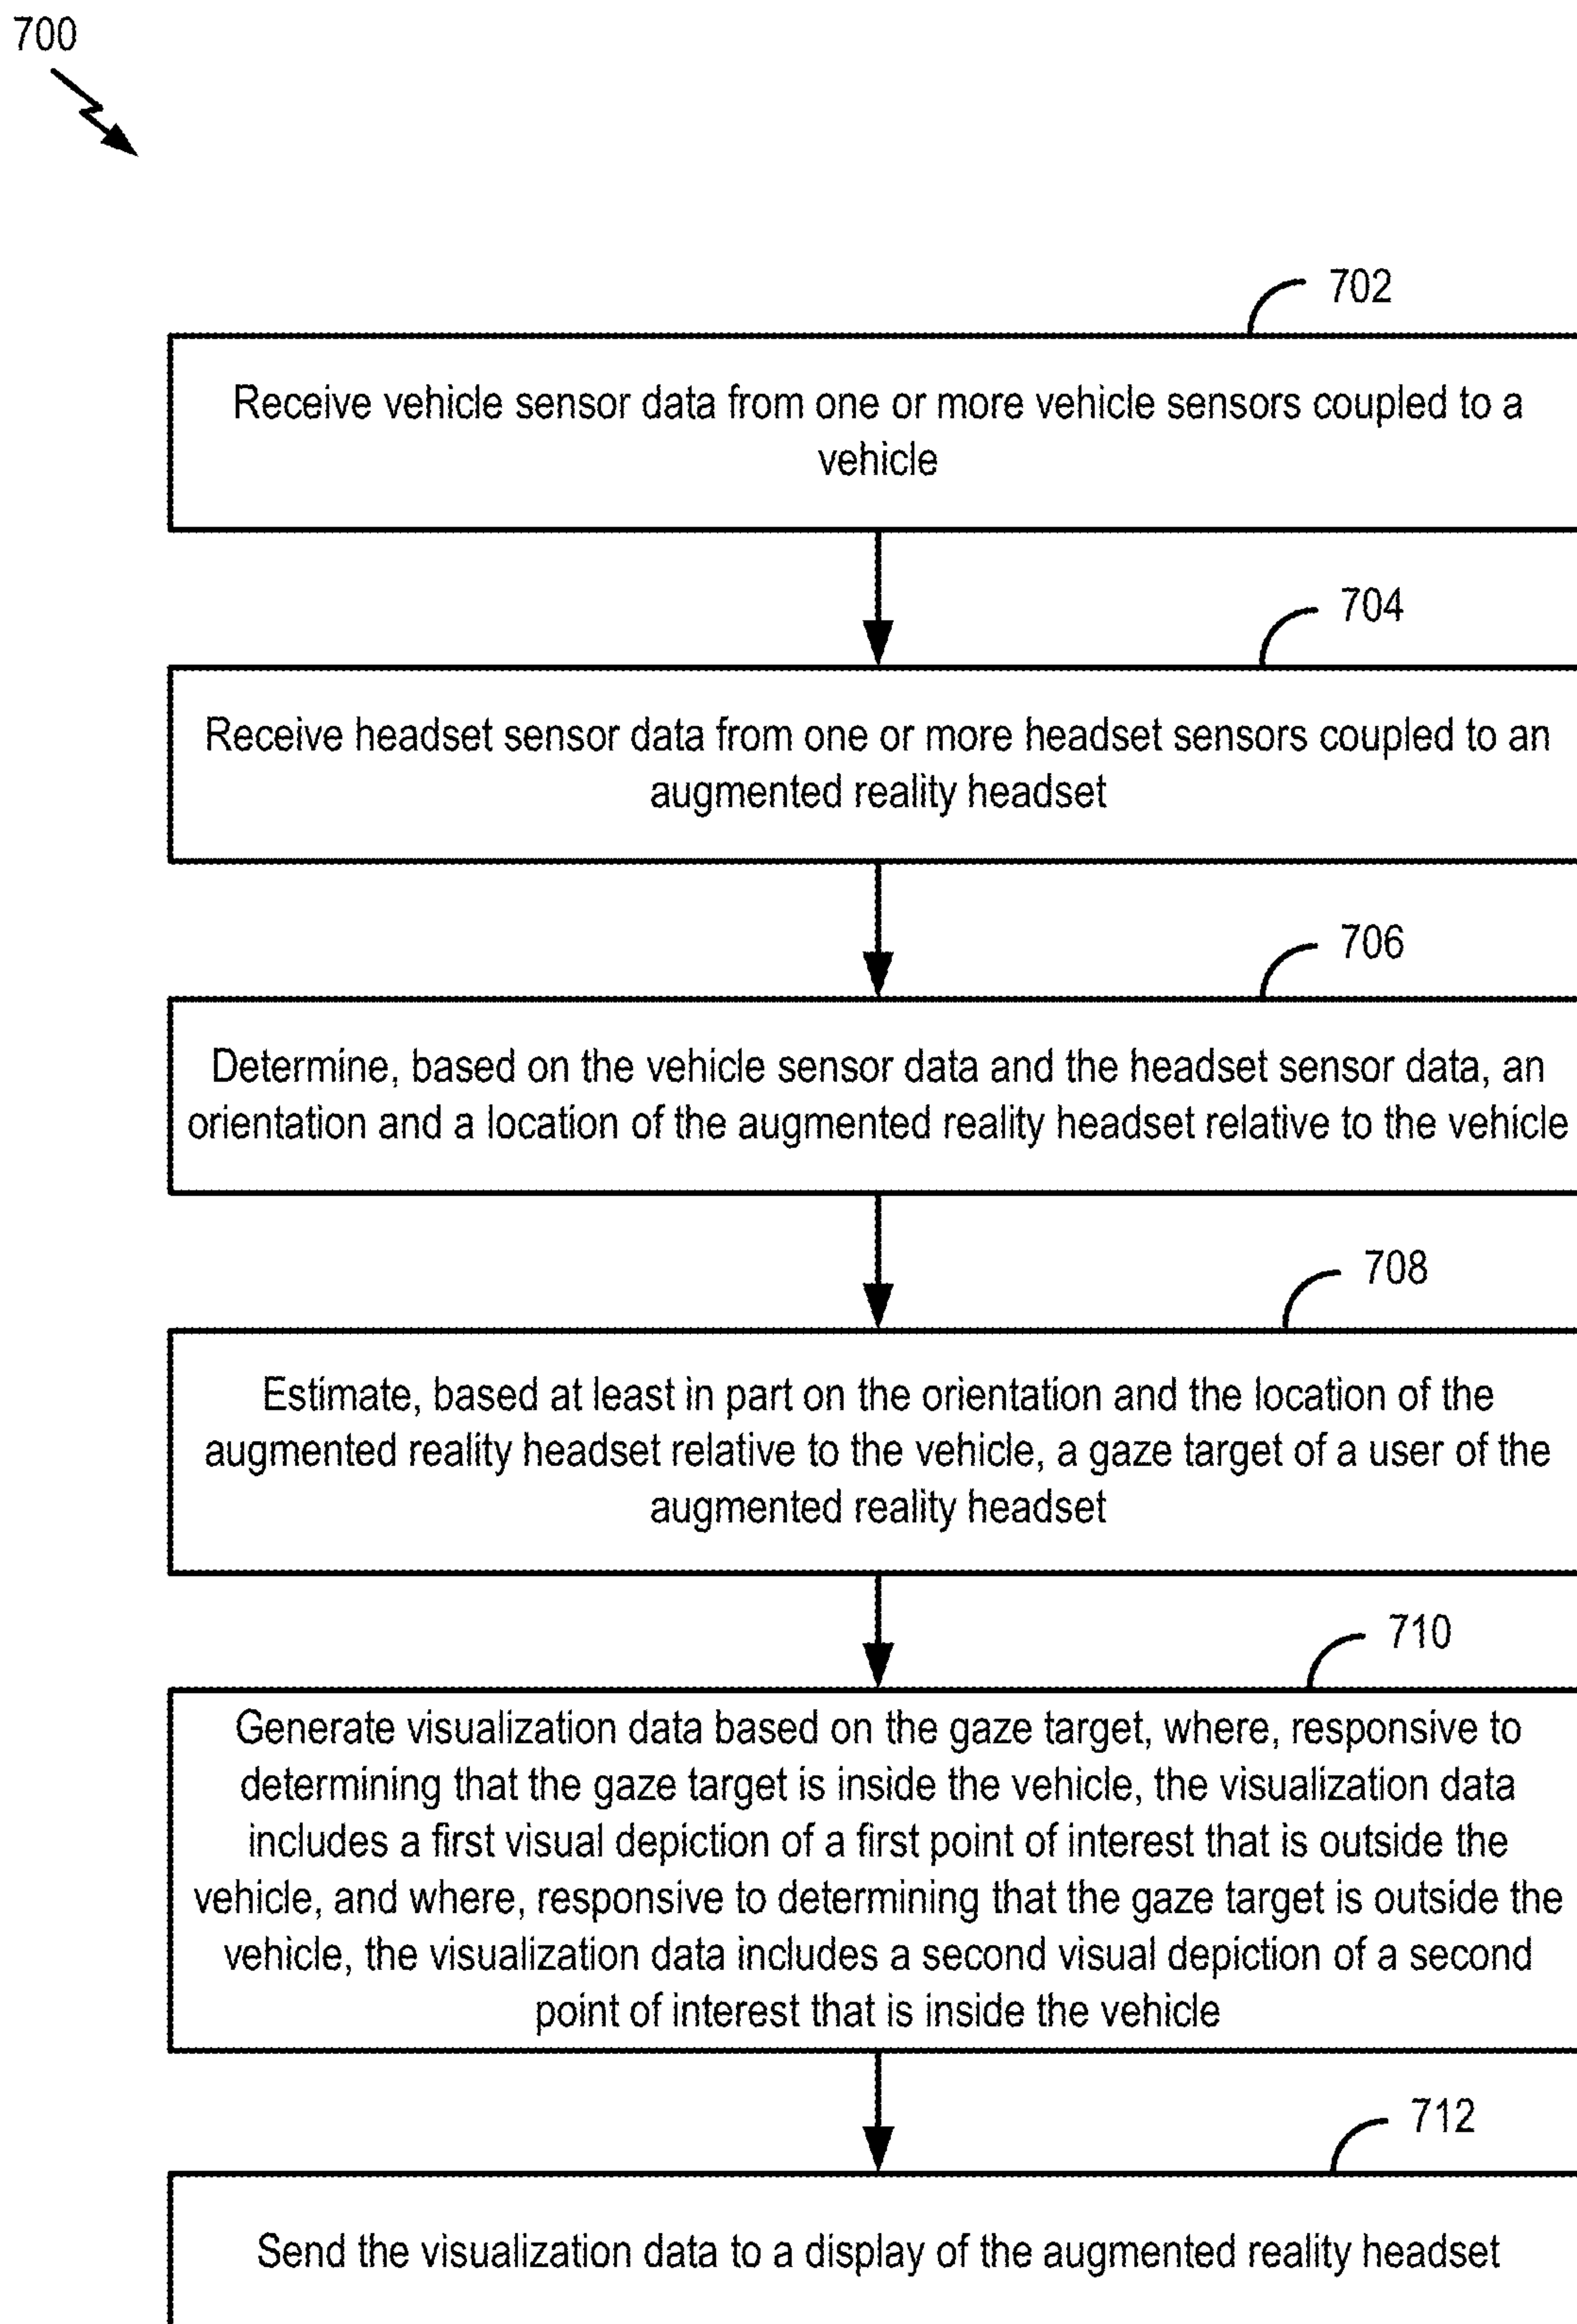 700
702
Receive vehicle sensor data from one or more vehicle sensors coupled to a
vehicle
704
Receive headset sensor data from one or more headset sensors coupled to an
augmented reality headset
706
Determine, based on the vehicle sensor data and the headset sensor data, an
orientation and a location of the augmented reality headset relative to the vehicle
708
Estimate, based at least in part on the orientation and the location of the
augmented reality headset relative to the vehicle, a gaze target of a user of the
augmented reality headset
710
Generate visualization data based on the gaze target, where, responsive to
determining that the gaze target is inside the vehicle, the visualization data
includes a first visual depiction of a first point of interest that is outside the
vehicle, and where, responsive to determining that the gaze target is outside the
vehicle, the visualization data includes a second visual depiction of a second
point of interest that is inside the vehicle
712
Send the visualization data to a display of the augmented reality headset